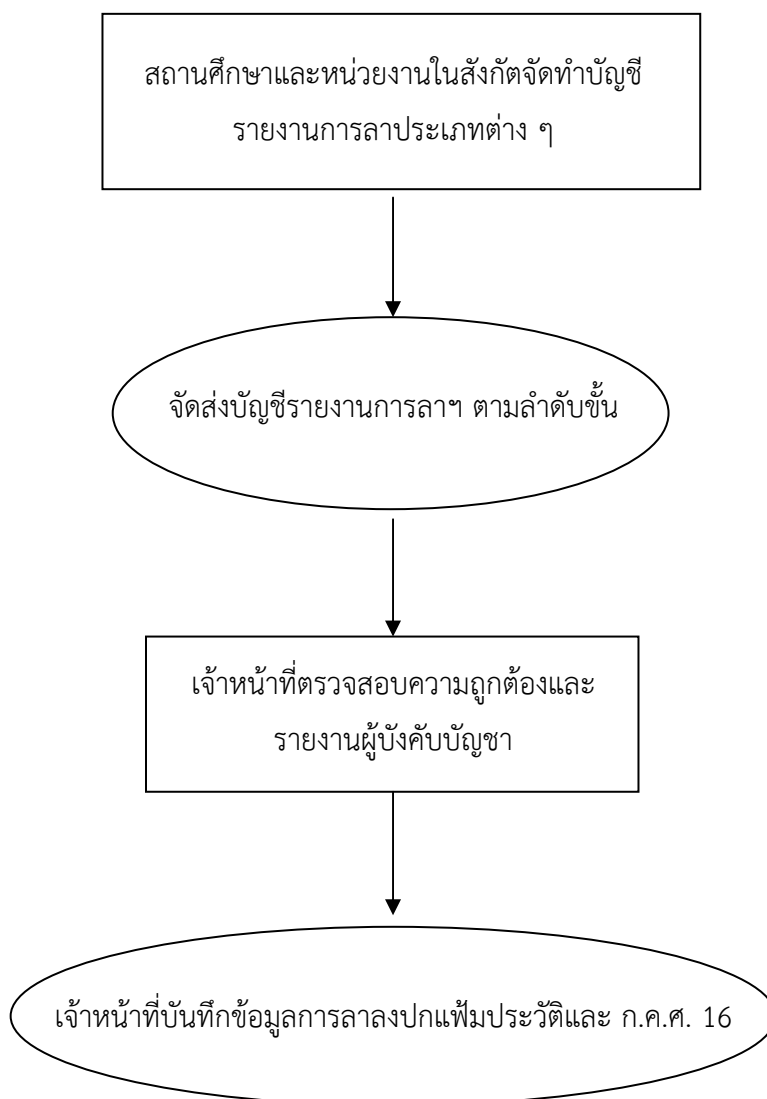 สถานศึกษาและหน่วยงานในสังกัตจัดทำบัญชี
รายงานการลาประเภทต่าง ๆ
จัดส่งบัญชีรายงานการลาฯ ตามลำดับขั้น
เจ้าหน้าที่ตรวจสอบความถูกต้องและ
รายงานผู้บังคับบัญชา
เจ้าหน้าที่บันทึกข้อมูลการลาลงปกแฟ้มประวัติและ ก.ค.ศ. 16